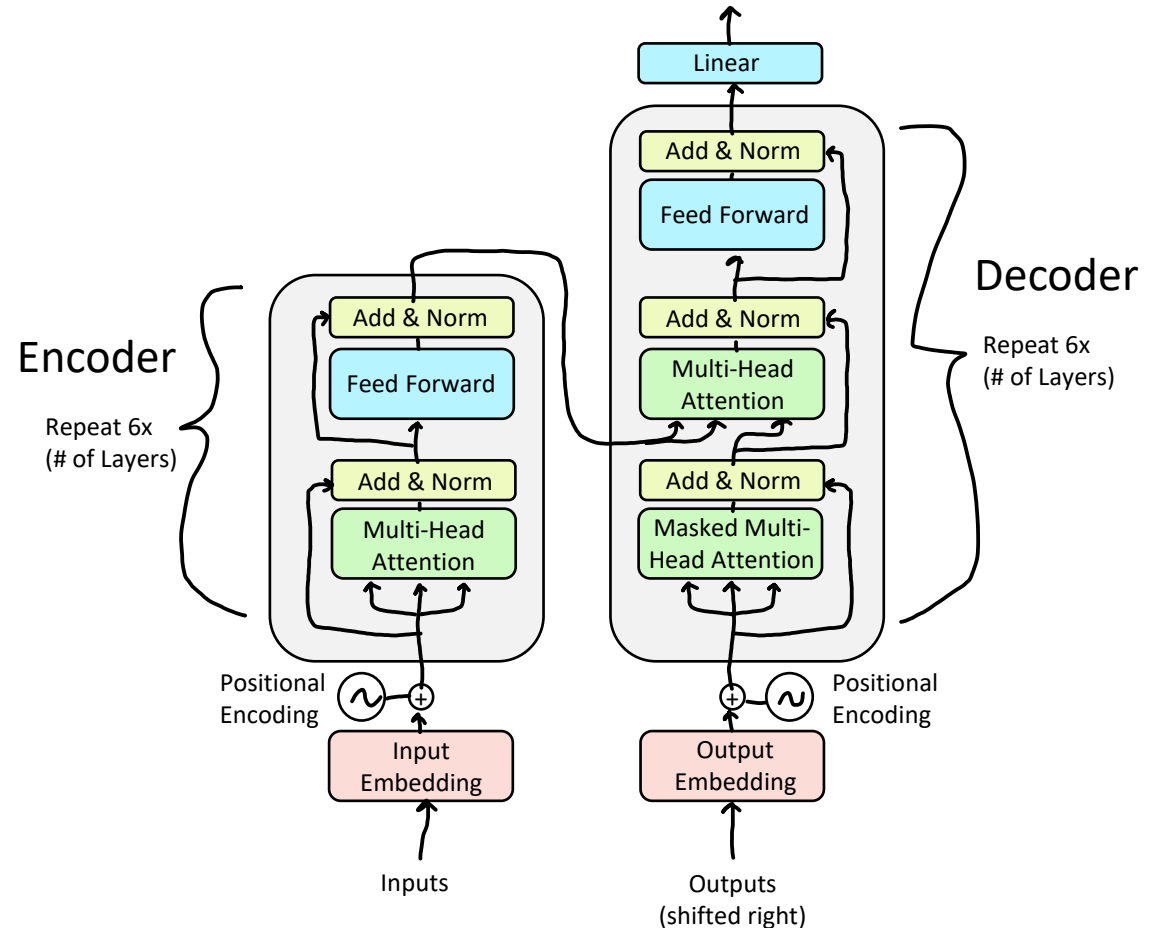 Linear
Add & Norm
Feed Forward
Add & Norm
Multi-Head
Attention
Add & Norm
Masked Multi-
Head Attention
Decoder
Repeat 6x
(# of Layers)
Encoder
Repeat 6x
(# of Layers)
Add & Norm
Feed Forward
Add & Norm
Multi-Head
Attention
Positional
Encoding
+
Input
Embedding
Inputs
+
Positional
Encoding
Output
Embedding
Outputs
(shifted right)